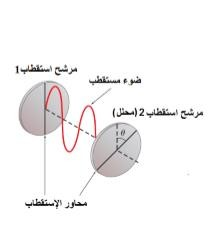 مرشح استقطاب 1
ضوء مستقطب
مرشح استقطاب 2 (محلل)
θ
محاور الإستقطاب